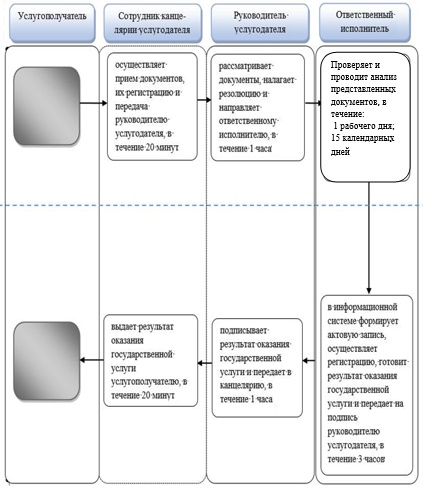 Услугополучатель
Сотрудник канце-
лярии услугодателя
Руководитель
услугодателя
Ответственный
исполнитель
осуществляет
прием документов,
их регистрацию и
передача
руководителю
услугодателя, в
течение 20 минут
рассматривает
документы, налагает
резолюцию и
направляет
ответственному
исполнителю, в
течение 1 часа
Проверяет и
проводит анализ
представленных
документов, в
течение:
1 рабочего дня;
15 календарных
дней
выдает результат
оказания
государственной
услуги
услугополучателю, в
течение 20 минут
подписывает
результат оказания
государственной
услуги и передает в
канцелярию, в
течение 1 часа
в информационной
системе формирует
актовую запись,
осуществляет
регистрацию, готовит
результат оказания
государственной
услуги и передает на
подпись
руководителю
услугодателя, в
течение 3 часов